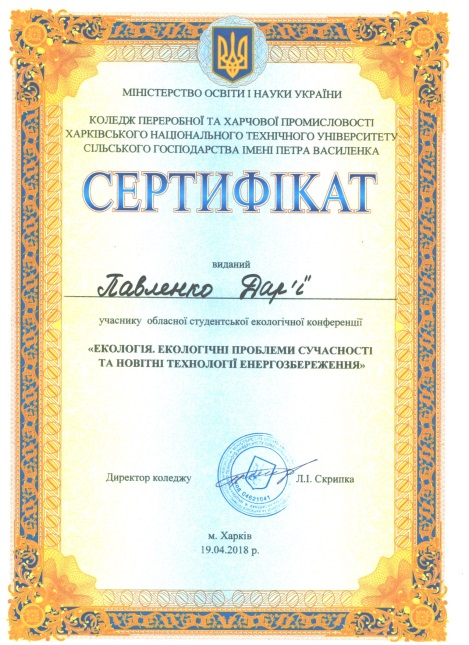 МІНІСТЕРСТВО ОСВІТИ І НАУКИ УКРАЇНИ
КОЛЕДЖ ПЕРЕРОБНОЇ ТА ХАРЧОВОЇ ПРОМИСЛОВОСТІ
ХАРКІВСЬКОГО НАЦІОНАЛЬНОГО ТЕХНІЧНОГО УНІВЕРСИТЕТУ
СІЛЬСЬКОГО ГОСПОДАРСТВА ІМЕНІ ПЕТРА ВАСИЛЕНКА
СЕРТИФІКАТ
виданий
Павленко Дар'ї
учаснику обласної студентської екологічної конференції
«ЕКОЛОГІЯ. ЕКОЛОГІЧНІ ПРОБЛЕМИ СУЧАСНОСТІ
ТА НОВІТНІ ТЕХНОЛОГІЇ ЕНЕРГОЗБЕРЕЖЕННЯ»
Директор коледжу Л.І. Скрипка
04621041
м. Харків
19.04.2018 р.